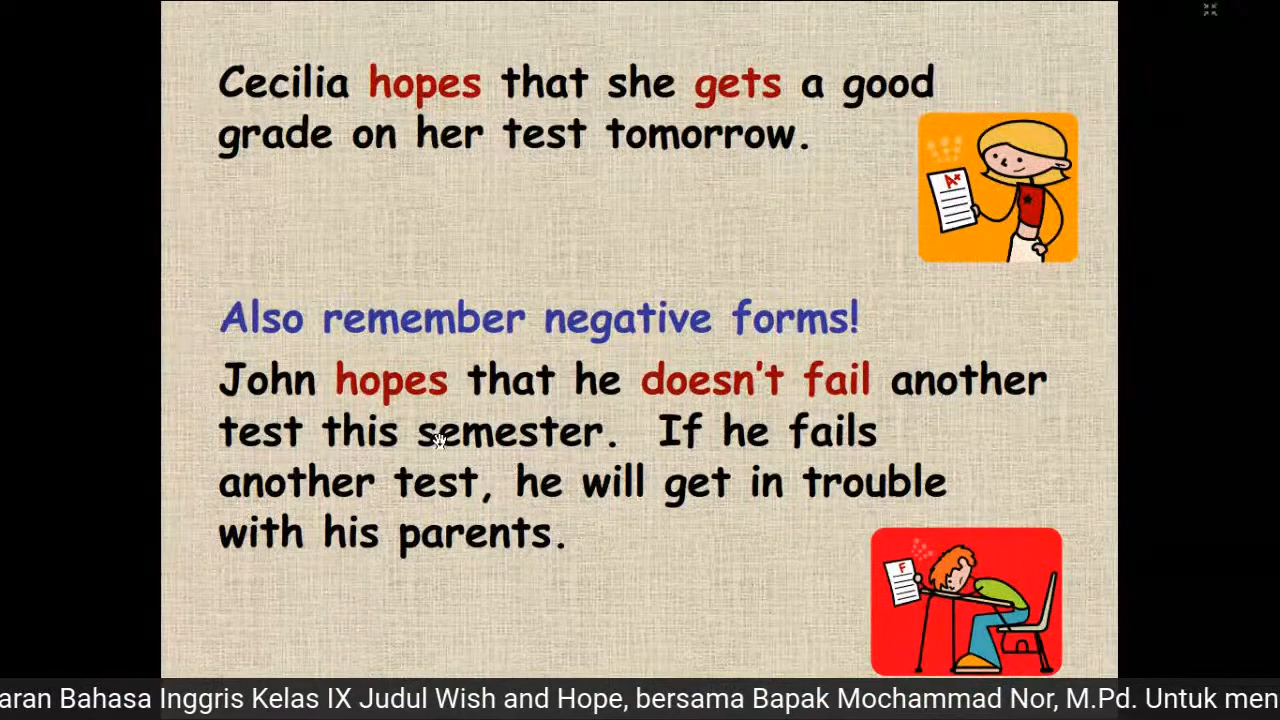 Cecilia hopes that she gets a good
grade on her test tomorrow.
A+
Also remember negative forms!
John hopes that he doesn't fail another
test this semester. If he fails
another test, he will get in trouble
with his parents.
F
aran Bahasa Inggris Kelas IX Judul Wish and Hope, bersama Bapak Mochammad Nor, M.Pd. Untuk men